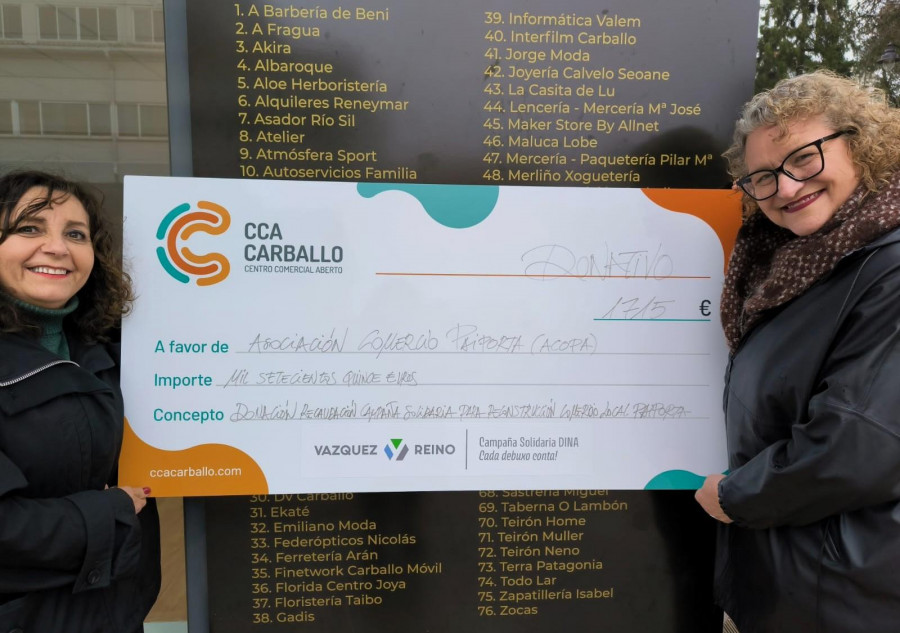 1. A Barbería de Beni
2. A Fragua
3. Akira
4. Albaroque
5. Aloe Herboristería
6. Alquileres Reneymar
7. Asador Río Sil
8. Atelier
9. Atmósfera Sport
10. Autoservicios Familia
39. Informática Valem
40. Interfilm Carballo
41. Jorge Moda
42. Joyería Calvelo Seoane
43. La Casita de Lu
44. Lencería - Mercería Mª José
45. Maker Store By Allnet
46. Maluca Lobe
47. Mercería - Paquetería Pilar Mª
48. Merliño Xoguetería
CCA
CARBALLO
CENTRO COMERCIAL ABERTO
DONATIVO
1715 €
A favor de ASOCIACIÓN COMERCIO PAIPORTA (ACOPA)
Importe MIL SETECIENTOS QUINCE EUROS
Concepto DONACIÓN RECAUDACIÓN CAMPAÑA SOLIDARIA PARA RECONSTRUCIÓN COMERCIO LOCAL PAIPORTA
VAZQUEZ REINO
Campaña Solidaria DINA
Cada debuxo conta!
ccacarballo.com
30. DV Carballo
31. Ekaté
32. Emiliano Moda
33. Federópticos Nicolás
34. Ferretería Arán
35. Finetwork Carballo Móvil
36. Florida Centro Joya
37. Floristería Taibo
38. Gadis
68. Sastrería Miguel
69. Taberna O Lambón
70. Teirón Home
71. Teirón Muller
72. Teirón Neno
73. Terra Patagonia
74. Todo Lar
75. Zapatillería Isabel
76. Zocas